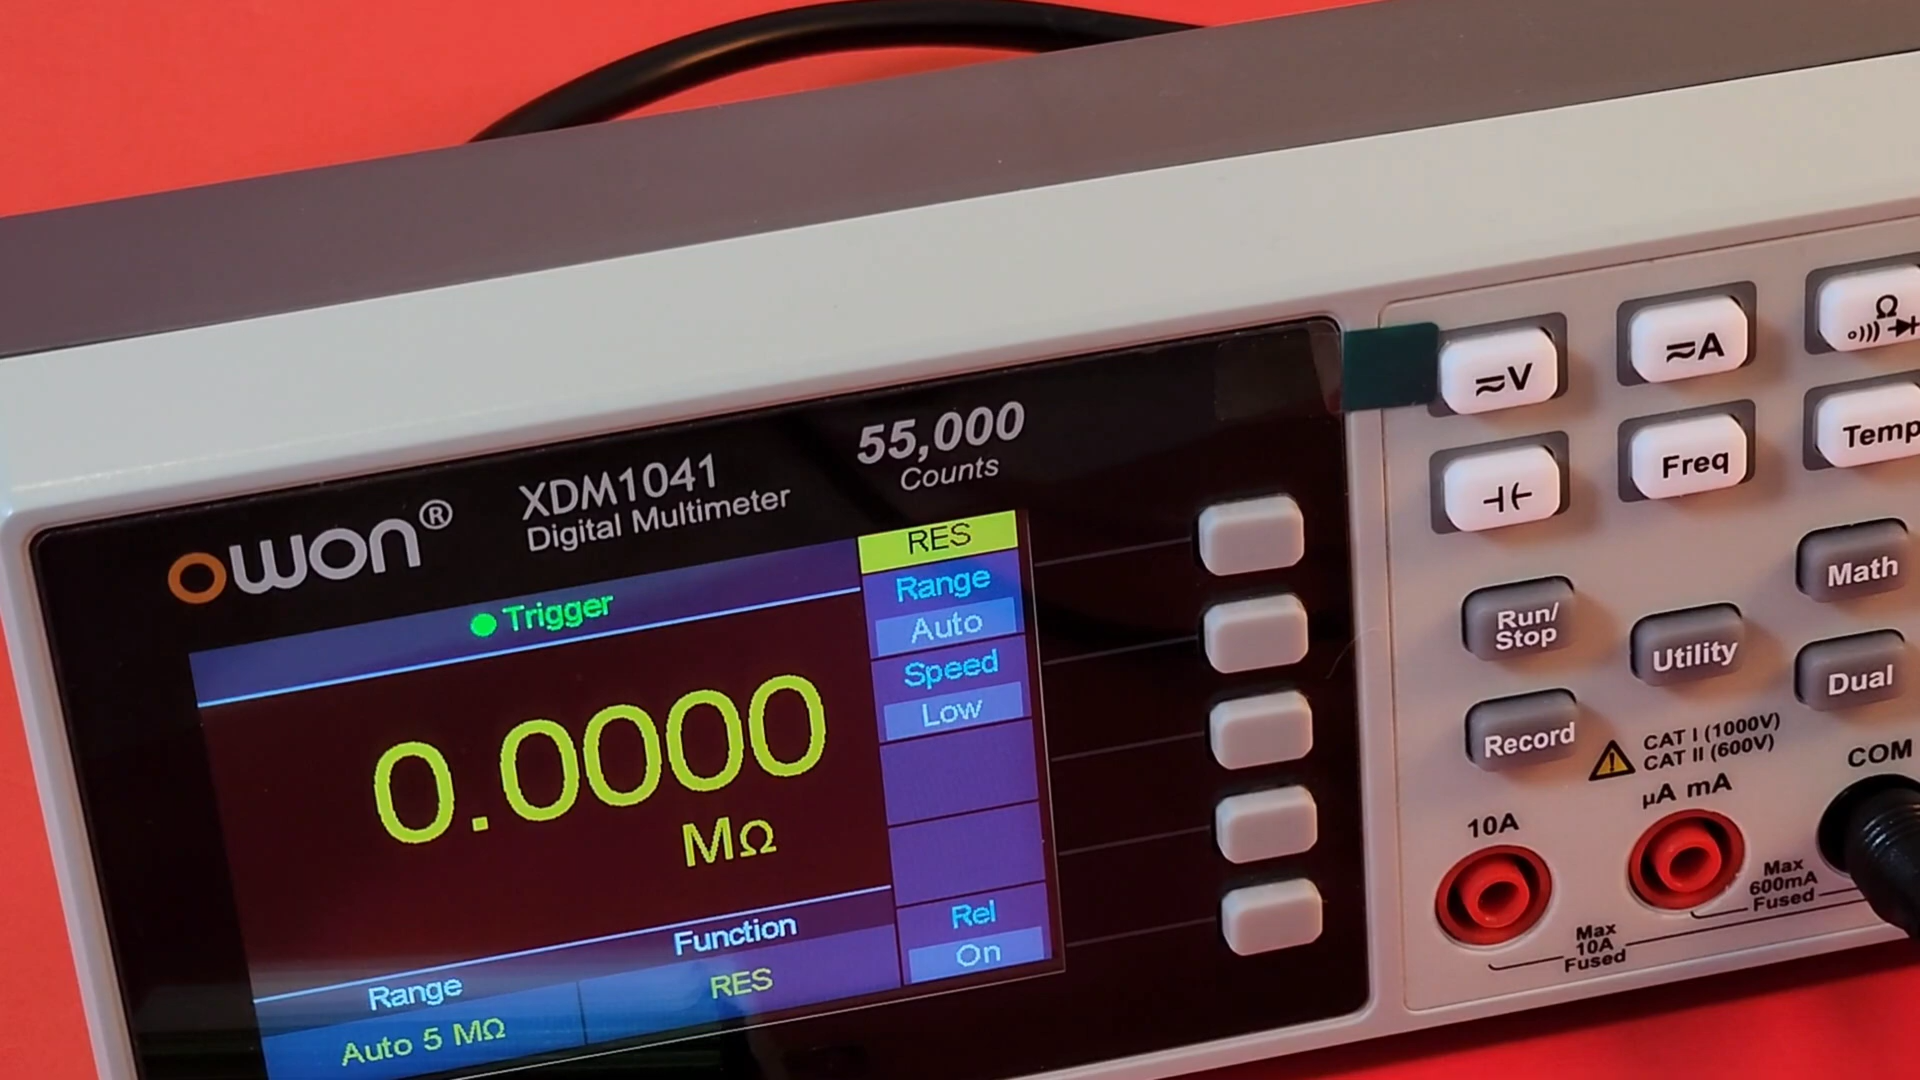 owon®
XDM1041
Digital Multimeter
55,000
Counts
Trigger
0.0000
MΩ
Range
Auto 5 MΩ
Function
RES
RES
Range
Auto
Speed
Low
Rel
On
≂V
≂A
Ω
Freq
Temp
Run/
Stop
Utility
Math
Record
Dual
CAT I (1000V)
CAT II (600V)
10A
µA mA
COM
Max
10A
Fused
Max
600mA
Fused